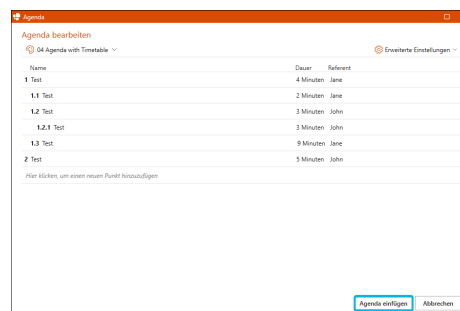 Agenda
Agenda bearbeiten
04 Agenda with Timetable
Erweiterte Einstellungen
Name Dauer Referent
1 Test 4 Minuten Jane
1.1 Test 2 Minuten Jane
1.2 Test 3 Minuten John
1.2.1 Test 3 Minuten John
1.3 Test 9 Minuten Jane
2 Test 5 Minuten John
Hier klicken, um einen neuen Punkt hinzuzufügen
Agenda einfügen Abbrechen